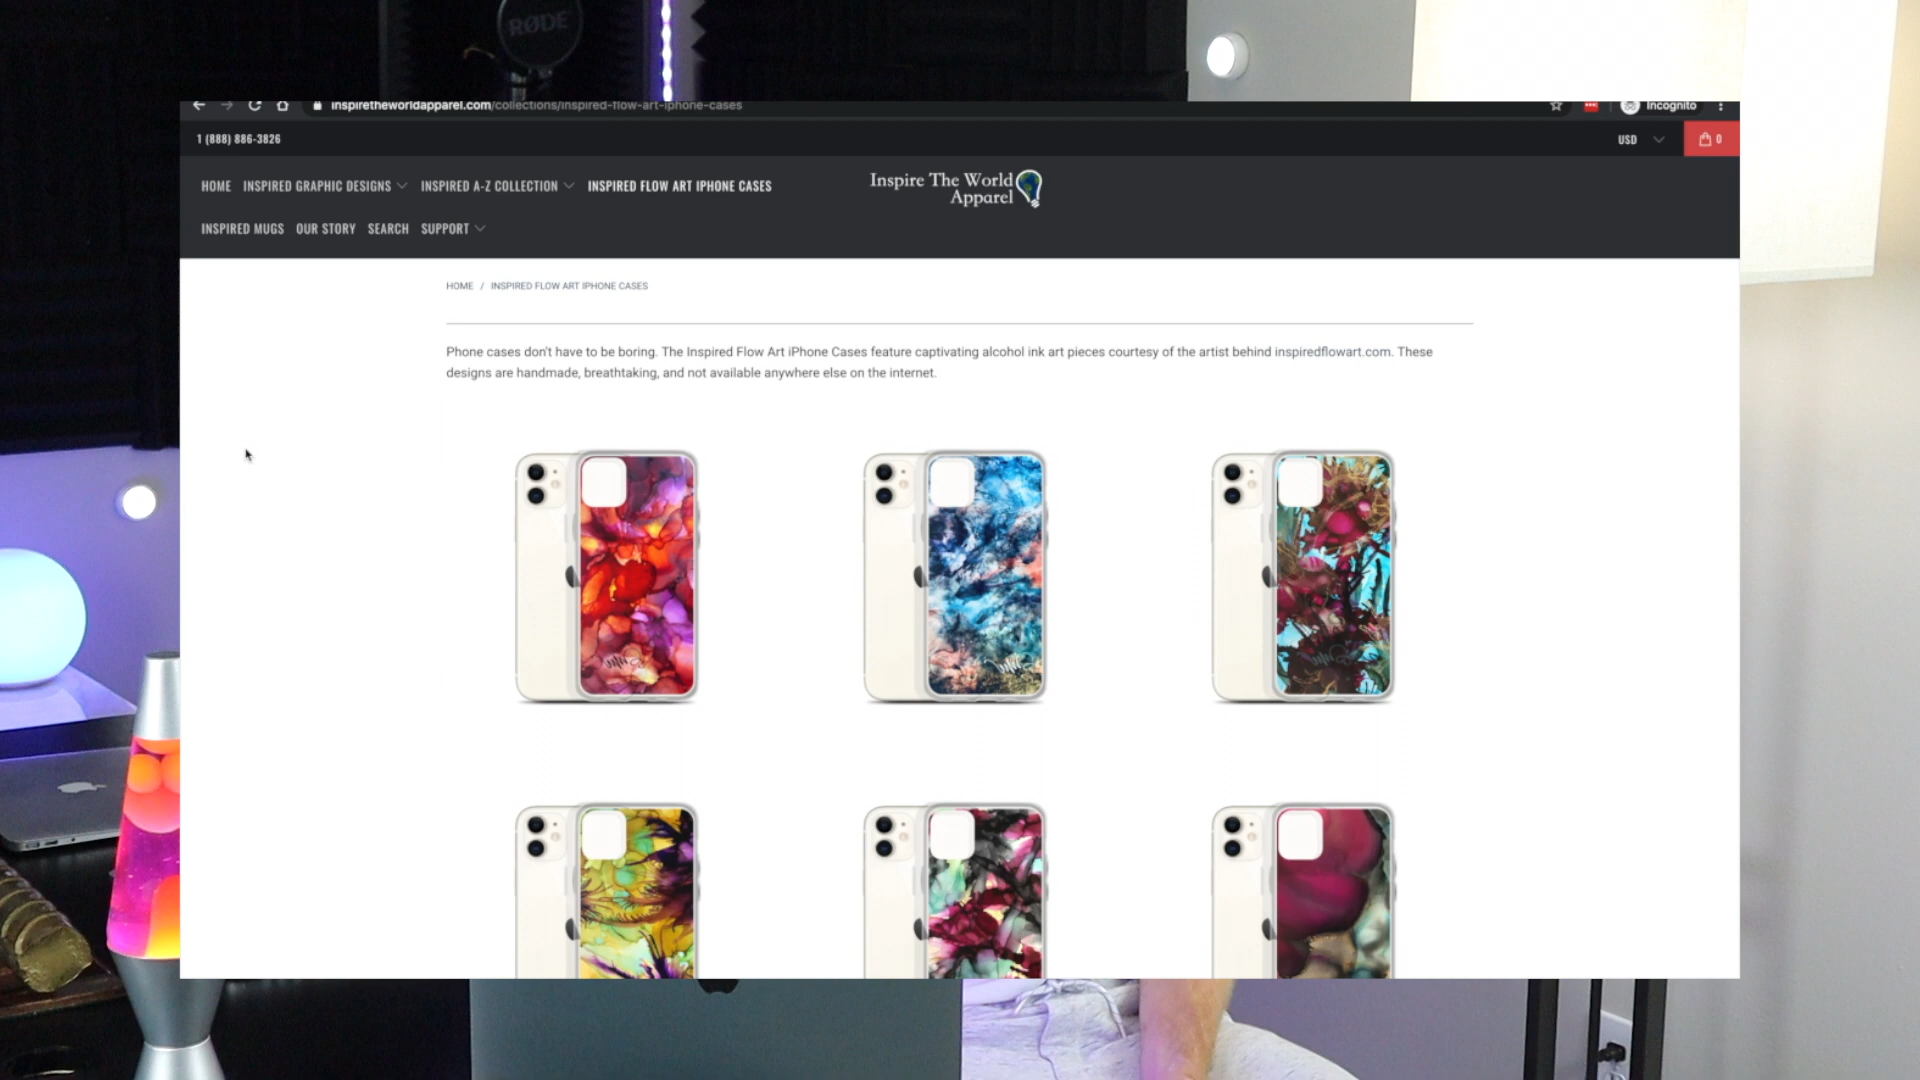 RØDE
inspiretheworldapparel.com/collections/inspired-flow-art-iphone-cases
Incognito
1 (888) 886-3826
USD
0
HOME INSPIRED GRAPHIC DESIGNS INSPIRED A-Z COLLECTION INSPIRED FLOW ART IPHONE CASES
Inspire The World
Apparel
INSPIRED MUGS OUR STORY SEARCH SUPPORT
HOME / INSPIRED FLOW ART IPHONE CASES
Phone cases don't have to be boring. The Inspired Flow Art iPhone Cases feature captivating alcohol ink art pieces courtesy of the artist behind inspiredflowart.com. These
designs are handmade, breathtaking, and not available anywhere else on the internet.